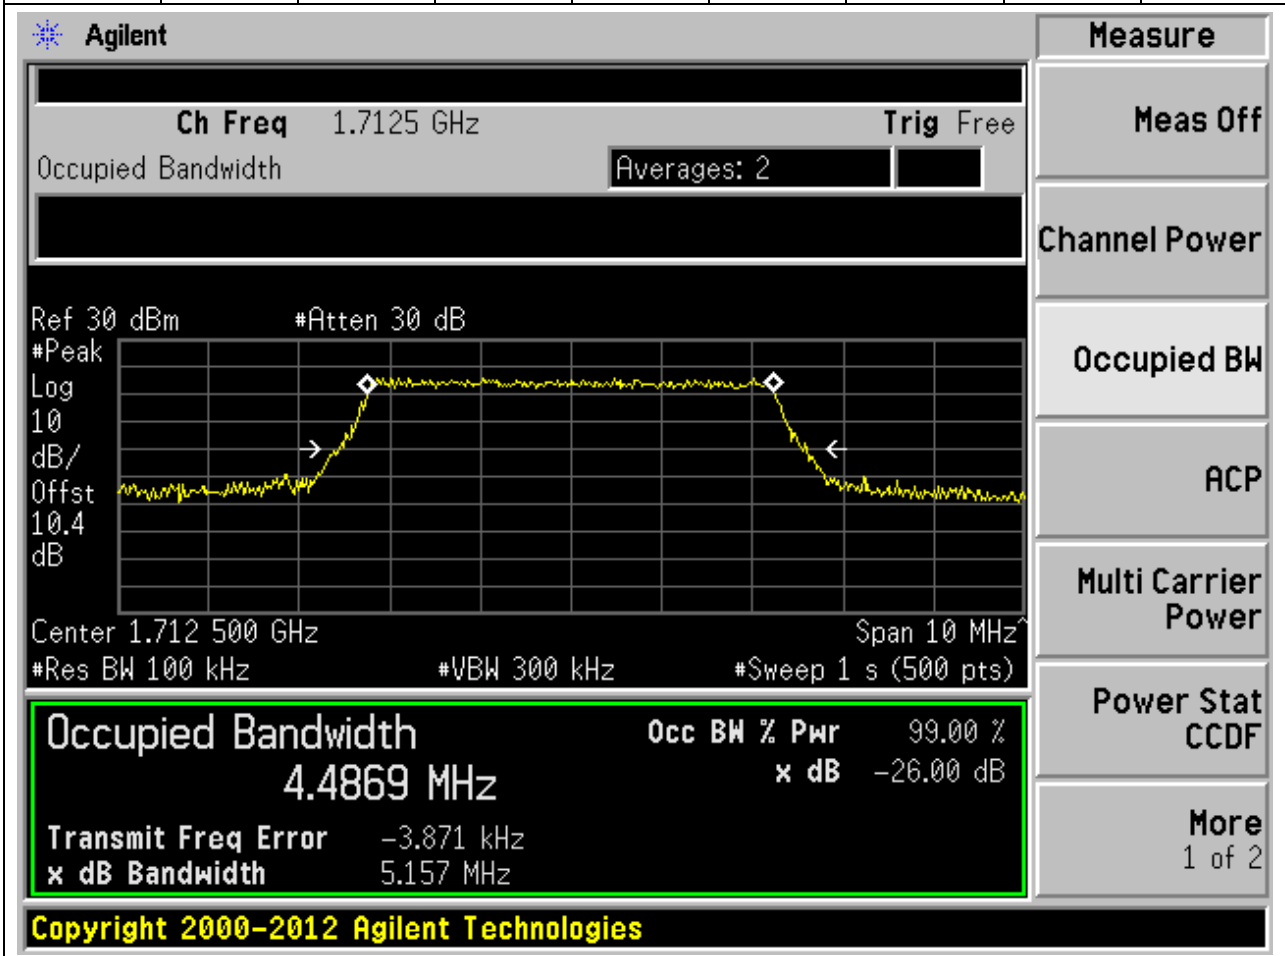 Agilent
Measure
Ch Freq 1.7125 GHz Trig Free
Meas Off
Occupied Bandwidth Averages: 2
Channel Power
Ref 30 dBm #Atten 30 dB
#Peak
Log
10
dB/
Offst
10.4
dB
Occupied BW
ACP
Center 1.712 500 GHz Span 10 MHz^
#Res BW 100 kHz #VBW 300 kHz #Sweep 1 s (500 pts)
Multi Carrier
Power
Occupied Bandwidth Occ BW % Pwr 99.00 %
4.4869 MHz x dB -26.00 dB
Transmit Freq Error -3.871 kHz
x dB Bandwidth 5.157 MHz
Power Stat
CCDF
More
1 of 2
Copyright 2000-2012 Agilent Technologies